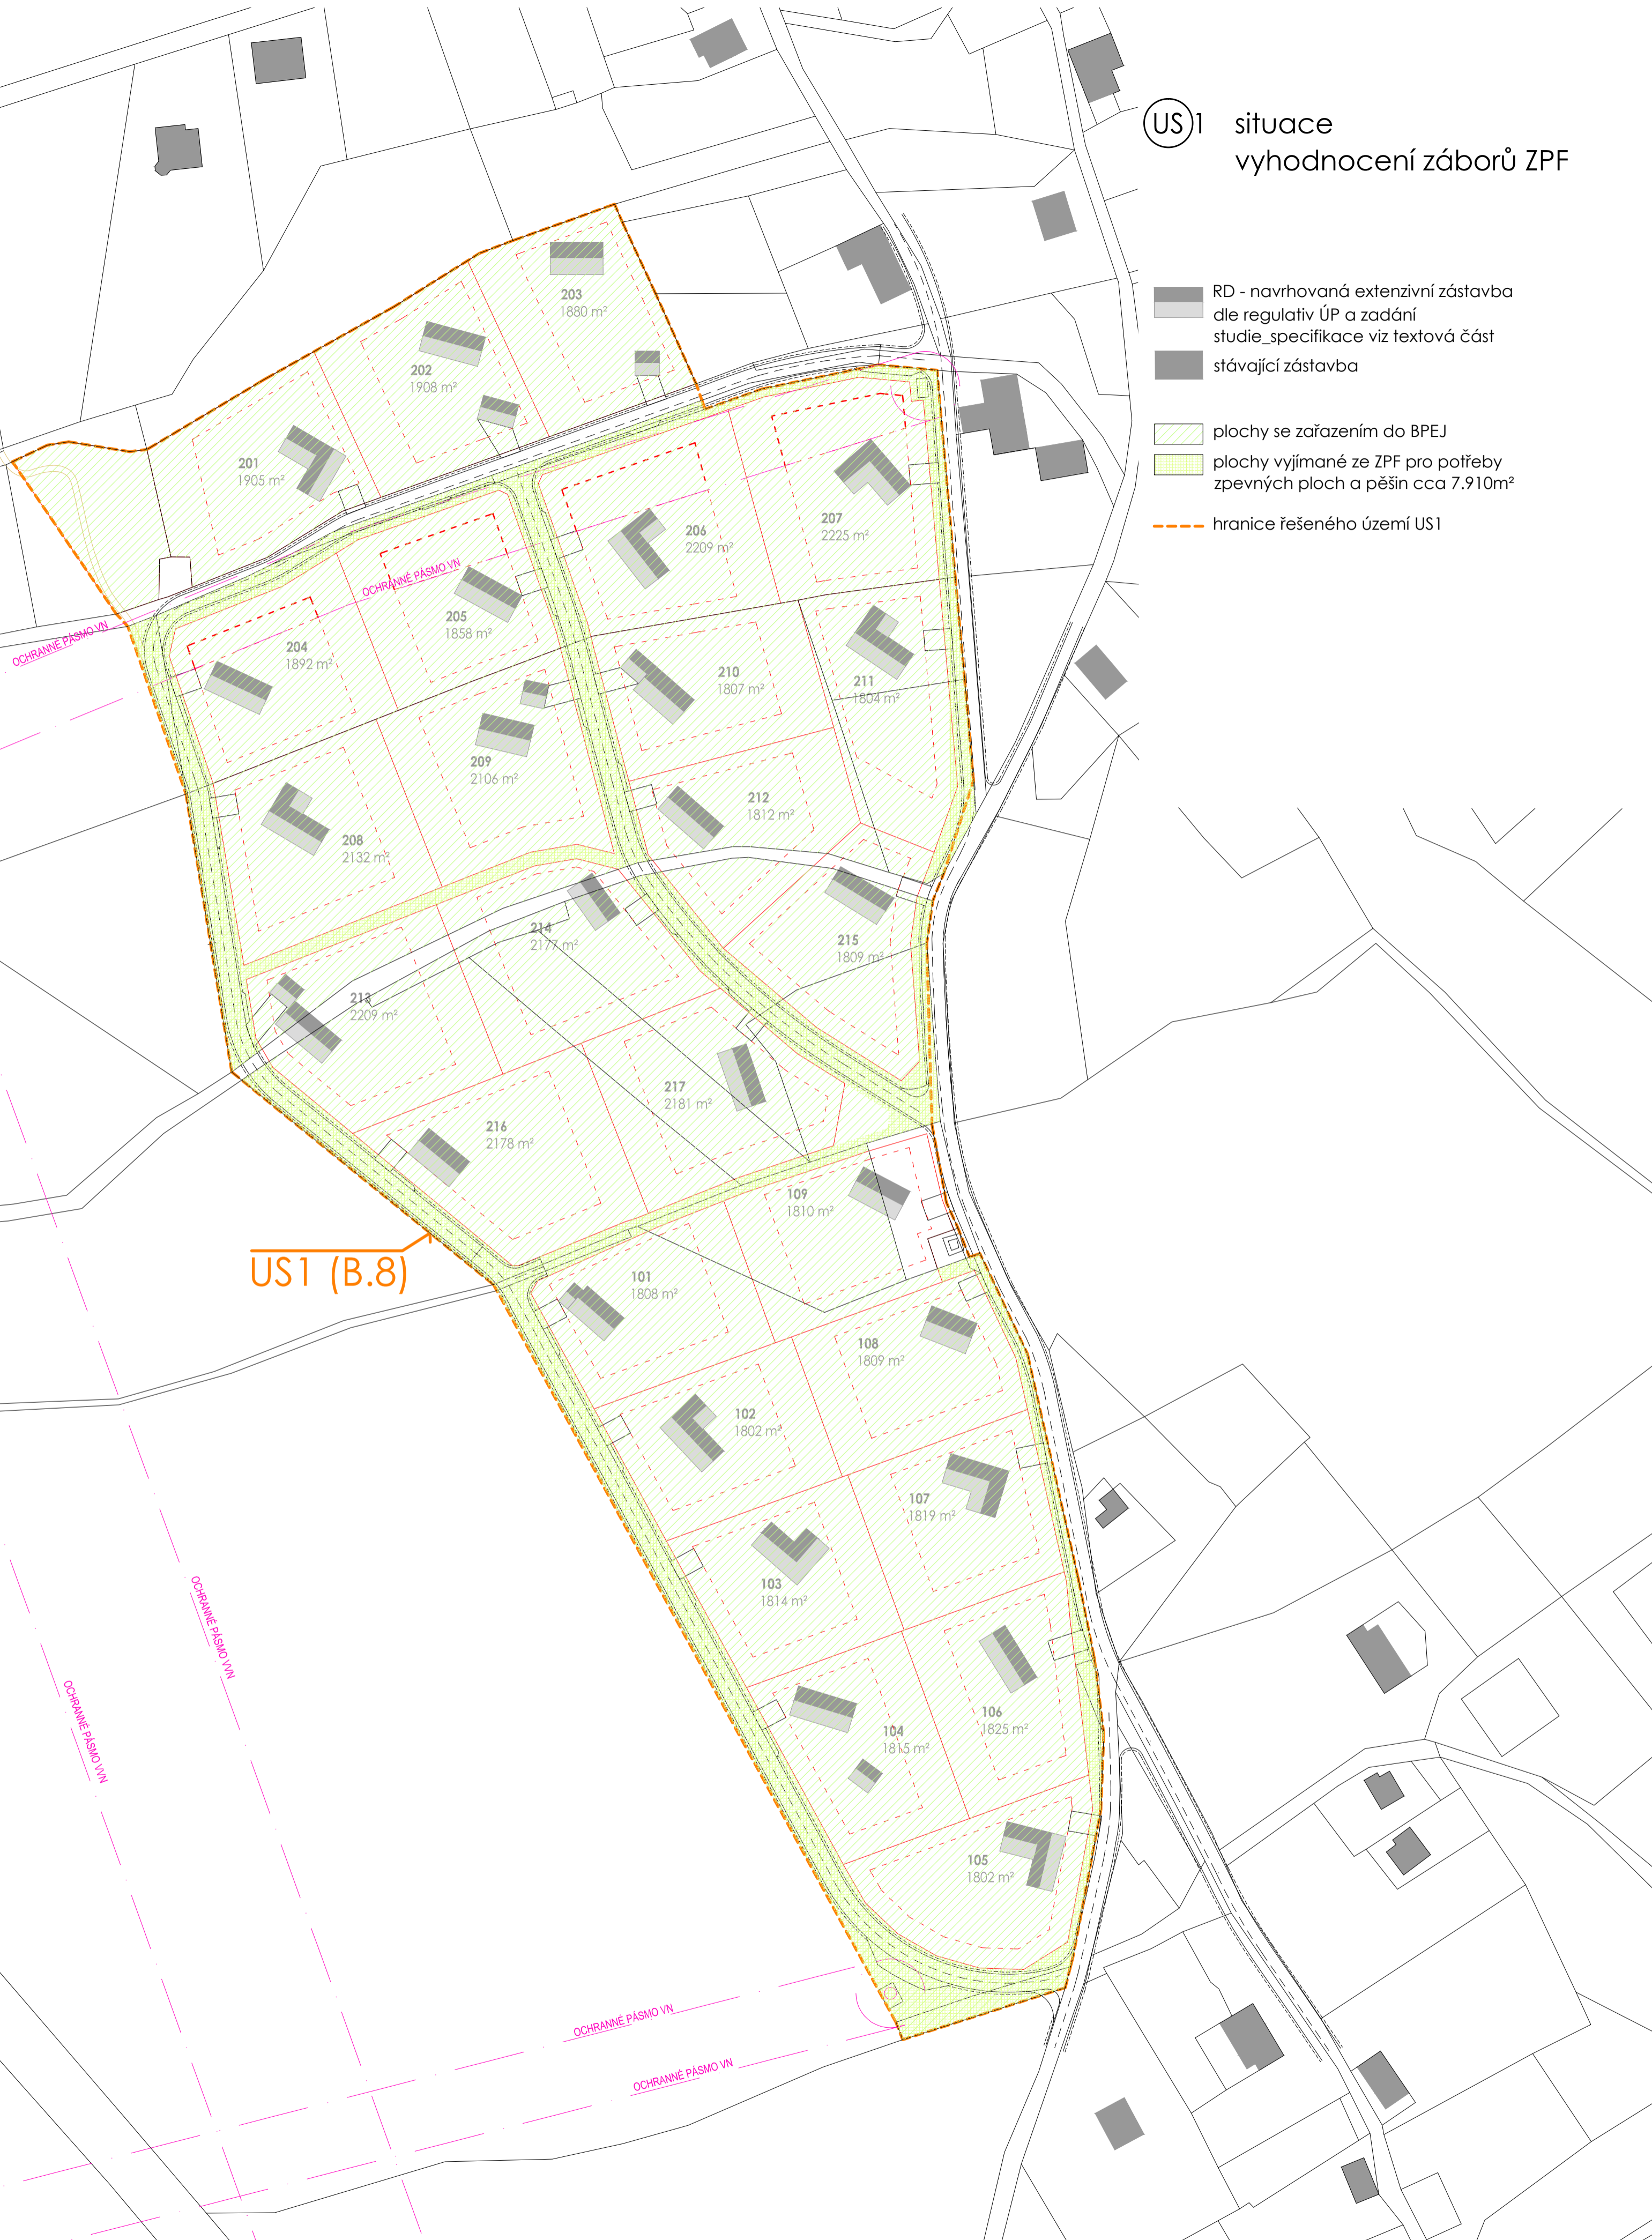 US 1 situace
vyhodnocení záborů ZPF
RD - navrhovaná extenzivní zástavba
dle regulativ ÚP a zadání
studie_specifikace viz textová část
stávající zástavba
plochy se zařazením do BPEJ
plochy vyjímané ze ZPF pro potřeby
zpevných ploch a pěšin cca 7.910m²
hranice řešeného území US1
203
1880 m²
202
1908 m²
201
1905 m²
207
2225 m²
206
2209 m²
OCHRANNÉ PÁSMO VN
205
1858 m²
OCHRANNÉ PÁSMO VN
204
1892 m²
210
1807 m²
211
1804 m²
209
2106 m²
212
1812 m²
208
2132 m²
214
2177 m²
215
1809 m²
213
2209 m²
217
2181 m²
216
2178 m²
109
1810 m²
US1 (B.8)
101
1808 m²
108
1809 m²
102
1802 m²
107
1819 m²
103
1814 m²
OCHRANNÉ PÁSMO VVN
OCHRANNÉ PÁSMO VVN
106
1825 m²
104
1815 m²
105
1802 m²
OCHRANNÉ PÁSMO VN
OCHRANNÉ PÁSMO VN